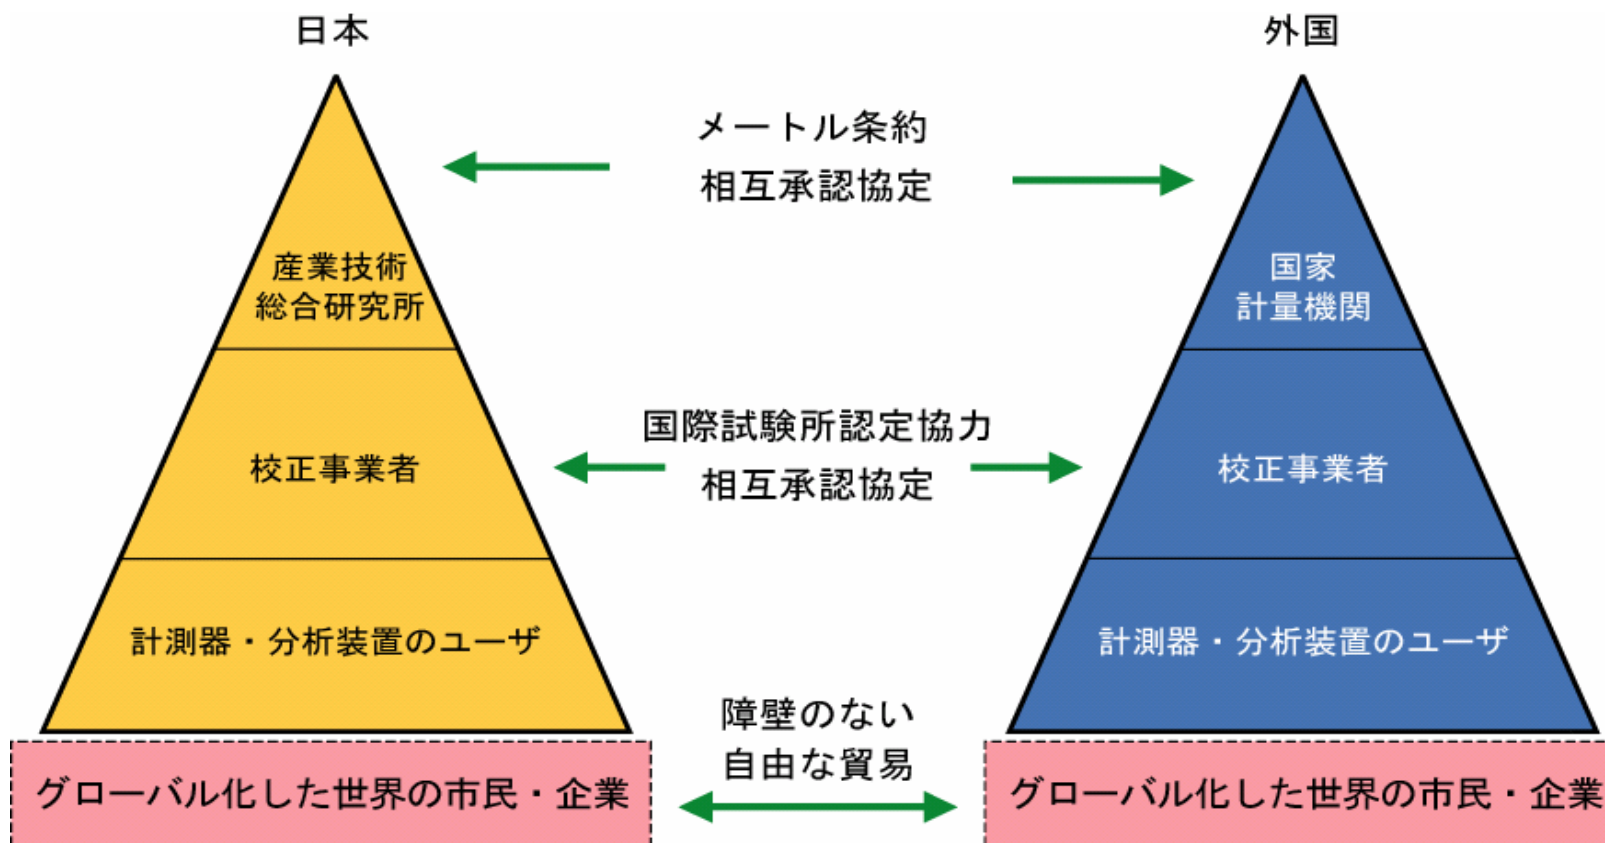 日本
外国
メートル条約
相互承認協定
産業技術
総合研究所
国家
計量機関
国際試験所認定協力
相互承認協定
校正事業者
校正事業者
計測器・分析装置のユーザ
計測器・分析装置のユーザ
障壁のない
自由な貿易
グローバル化した世界の市民・企業
グローバル化した世界の市民・企業